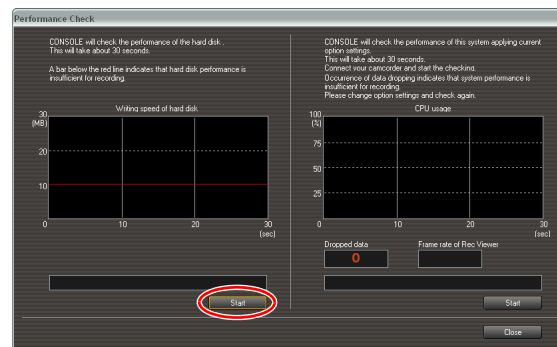 Performance Check
CONSOLE will check the performance of the hard disk.
This will take about 30 seconds.
A bar below the red line indicates that hard disk performance is
insufficient for recording.
Writing speed of hard disk
30
(MB)
20
10
0 10 20 30
(sec)
Start
CONSOLE will check the performance of this system applying current
option settings.
This will take about 30 seconds.
Connect your camcorder and start the checking.
Occurrence of data dropping indicates that system performance is
insufficient for recording.
Please change option settings and check again.
CPU usage
100
(%)
75
50
25
0 10 20 30
(sec)
Dropped data Frame rate of Rec Viewer
0
Start
Close